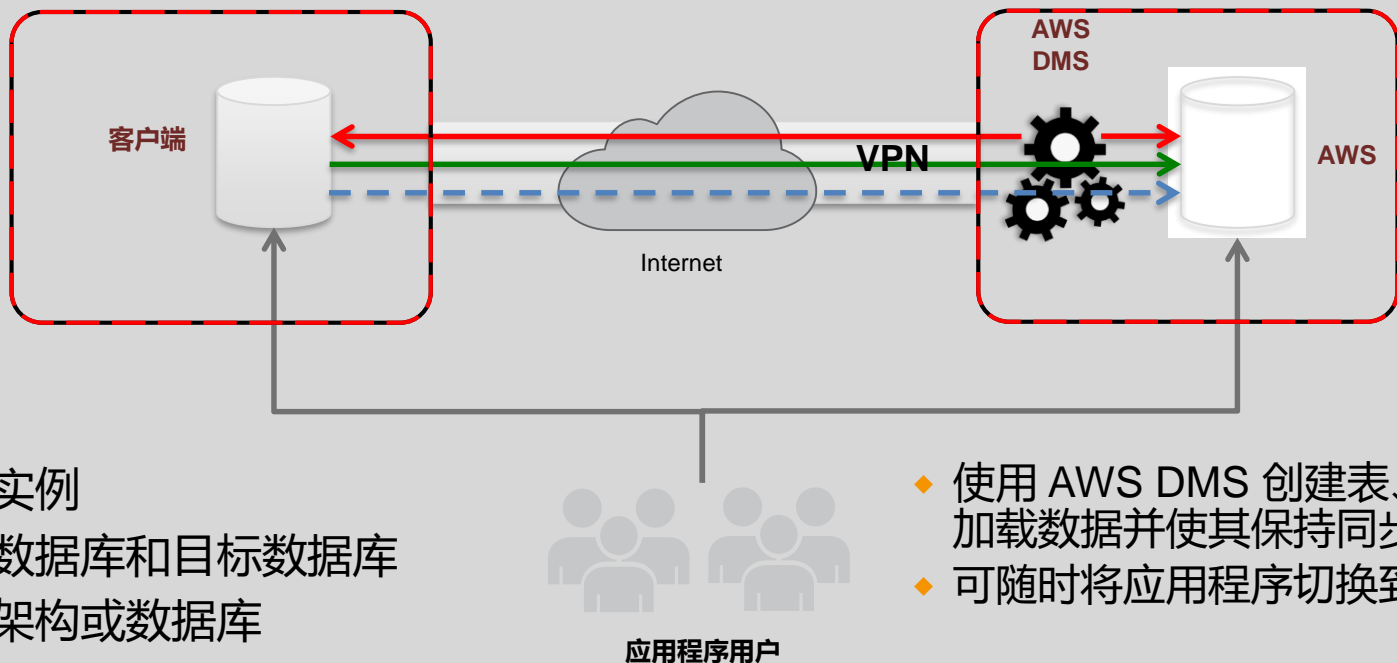 AWS
DMS
客户端
VPN
AWS
Internet
实例
数据库和目标数据库
架构或数据库
使用 AWS DMS 创建表、
加载数据并使其保持同步
可随时将应用程序切换到
应用程序用户